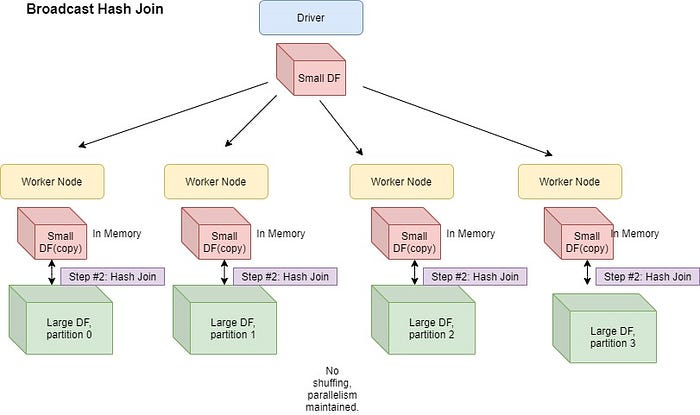 Broadcast Hash Join
Driver
Small DF
Worker Node
Worker Node
Worker Node
Worker Node
Small
DF(copy)
In Memory
Small
DF(copy)
In Memory
Small
DF(copy)
In Memory
Small
DF(copy)
In Memory
Step #2: Hash Join
Step #2: Hash Join
Step #2: Hash Join
Step #2: Hash Join
Large DF,
partition 0
Large DF,
partition 1
Large DF,
partition 2
Large DF,
partition 3
No
shuffing,
parallelism
maintained.